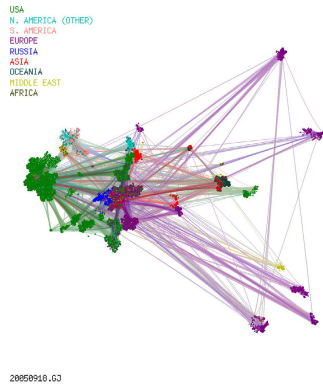 USA
N. AMERICA (OTHER)
S. AMERICA
EUROPE
RUSSIA
ASIA
OCEANIA
MIDDLE EAST
AFRICA
20050918.GJ